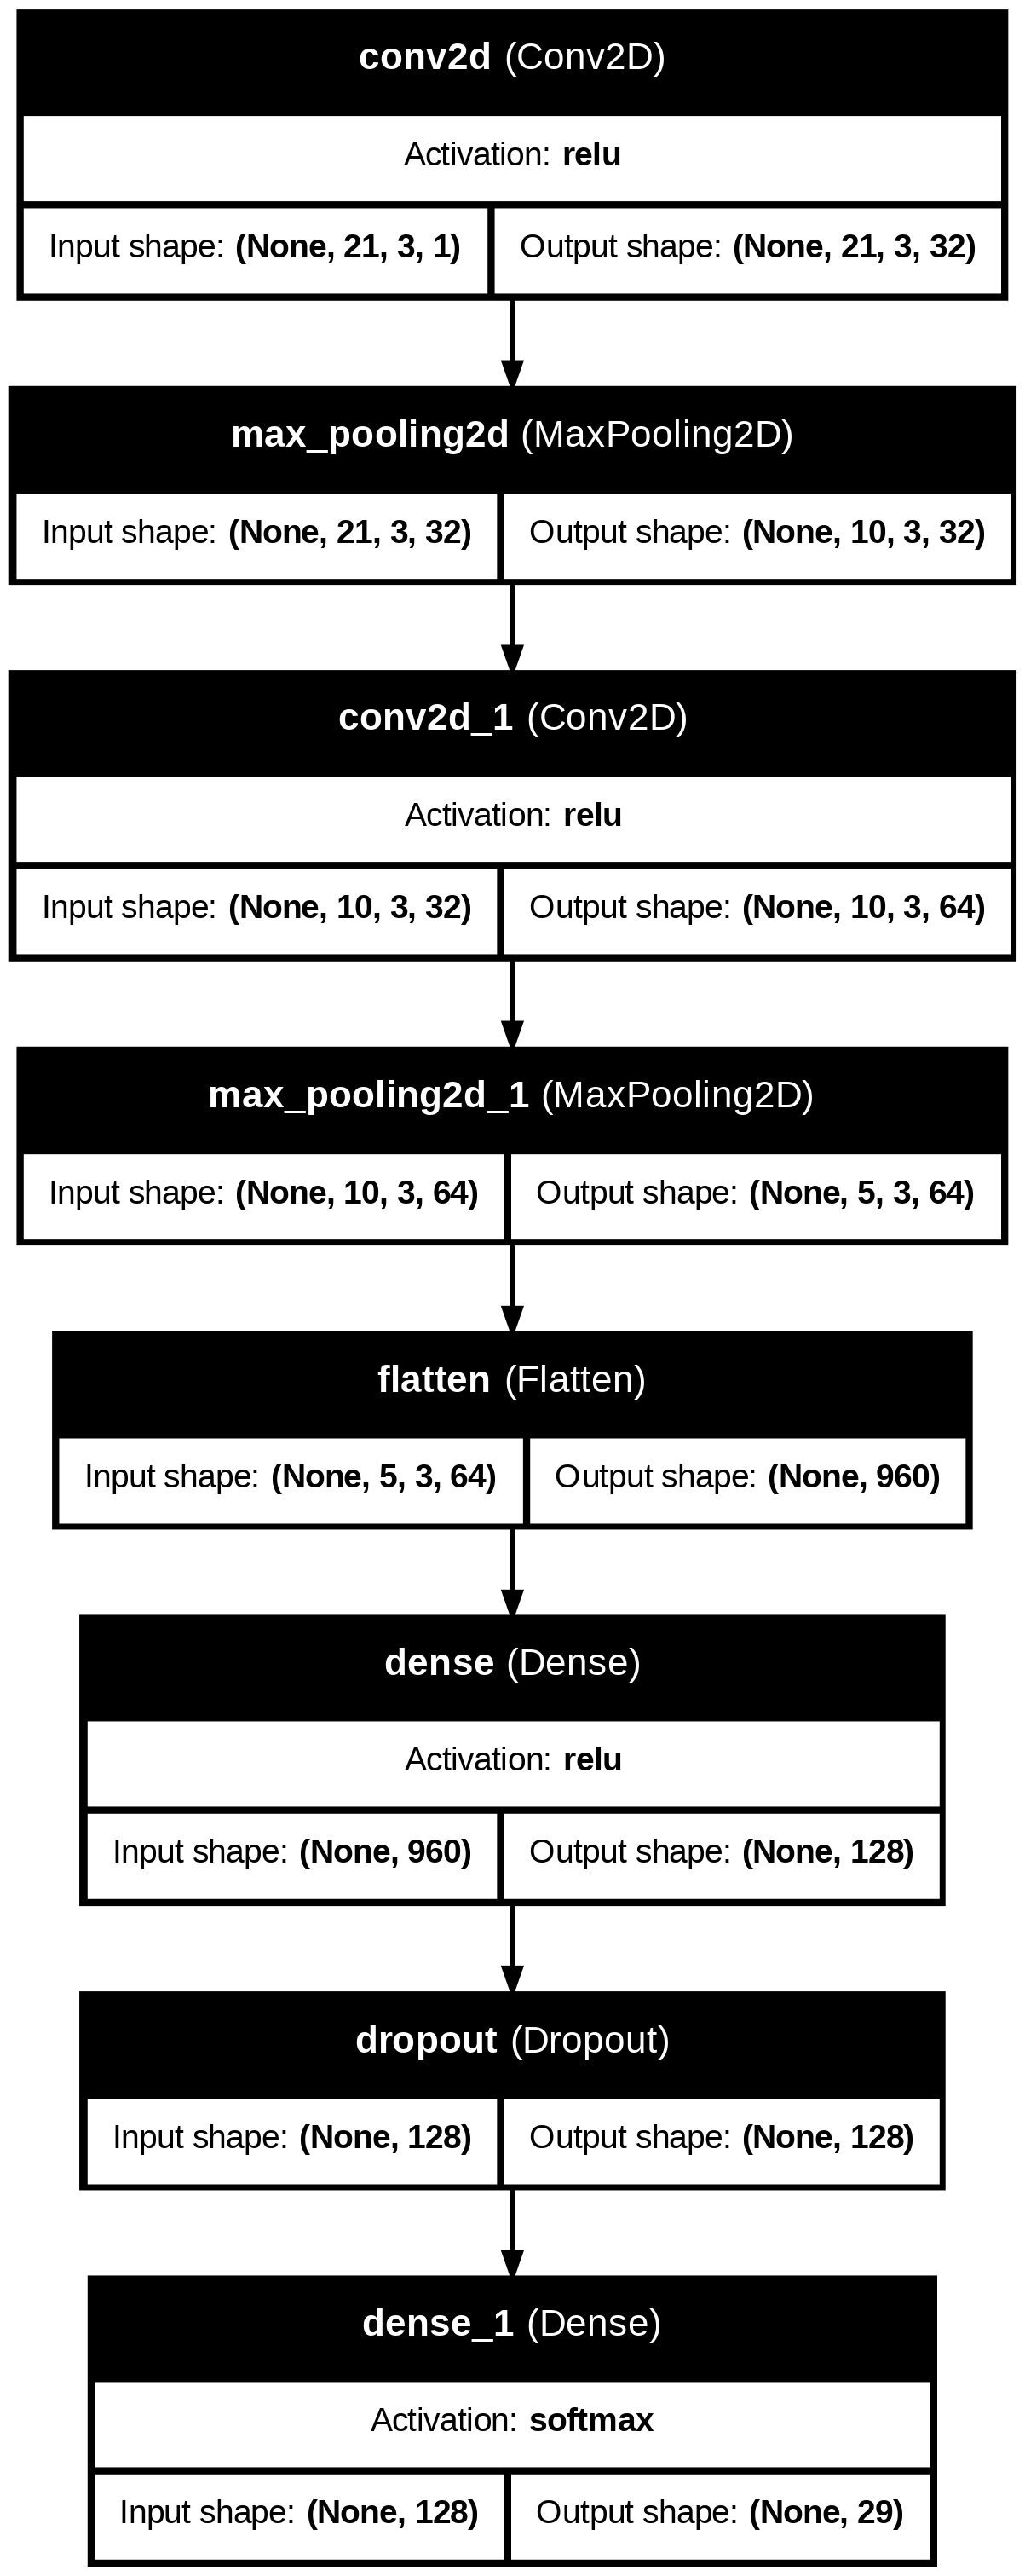 conv2d (Conv2D)
Activation: relu
Input shape: (None, 21, 3, 1) Output shape: (None, 21, 3, 32)
max_pooling2d (MaxPooling2D)
Input shape: (None, 21, 3, 32) Output shape: (None, 10, 3, 32)
conv2d_1 (Conv2D)
Activation: relu
Input shape: (None, 10, 3, 32) Output shape: (None, 10, 3, 64)
max_pooling2d_1 (MaxPooling2D)
Input shape: (None, 10, 3, 64) Output shape: (None, 5, 3, 64)
flatten (Flatten)
Input shape: (None, 5, 3, 64) Output shape: (None, 960)
dense (Dense)
Activation: relu
Input shape: (None, 960) Output shape: (None, 128)
dropout (Dropout)
Input shape: (None, 128) Output shape: (None, 128)
dense_1 (Dense)
Activation: softmax
Input shape: (None, 128) Output shape: (None, 29)